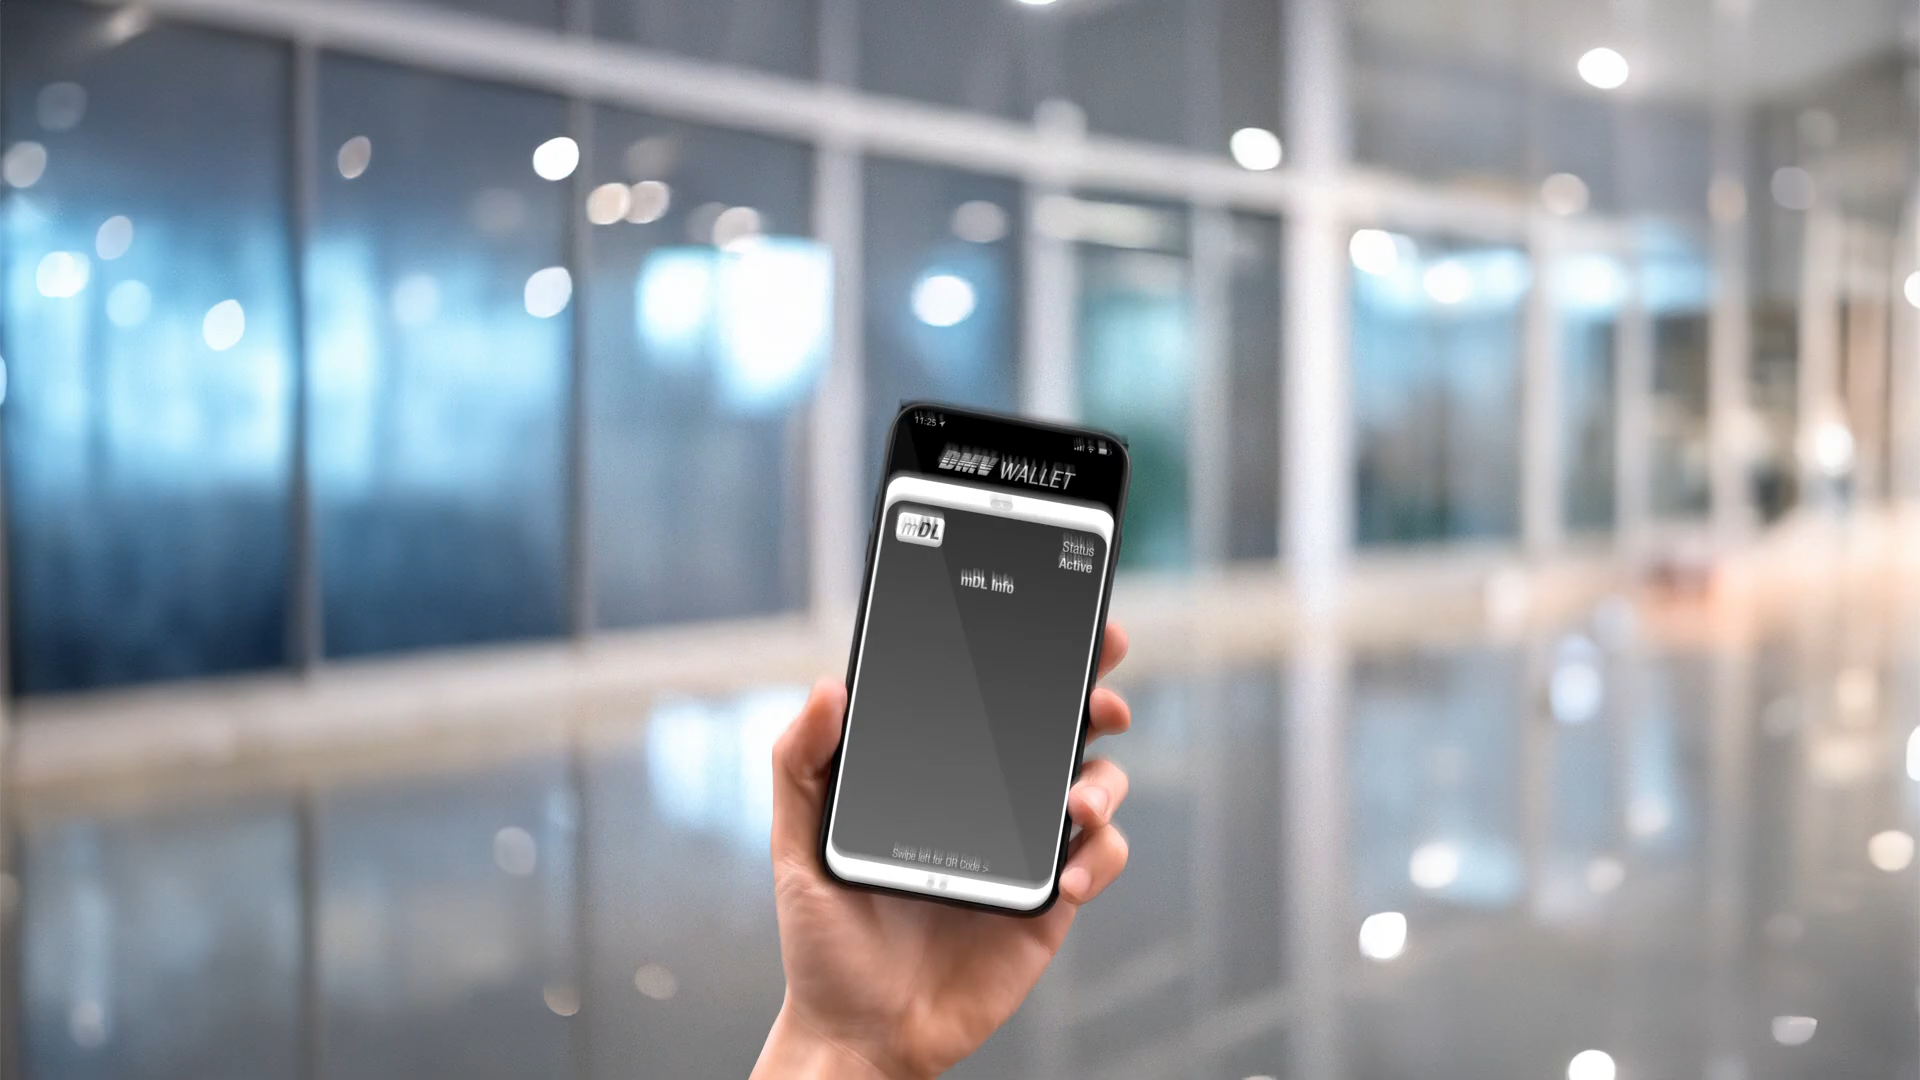 11:25
DMV WALLET
mDL
Status
Active
mDL Info
Swipe left for QR Code >